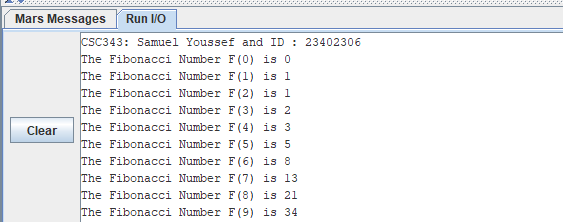 Mars Messages Run I/O
CSC343: Samuel Youssef and ID : 23402306
The Fibonacci Number F(0) is 0
The Fibonacci Number F(1) is 1
The Fibonacci Number F(2) is 1
The Fibonacci Number F(3) is 2
The Fibonacci Number F(4) is 3
The Fibonacci Number F(5) is 5
The Fibonacci Number F(6) is 8
The Fibonacci Number F(7) is 13
The Fibonacci Number F(8) is 21
The Fibonacci Number F(9) is 34
Clear